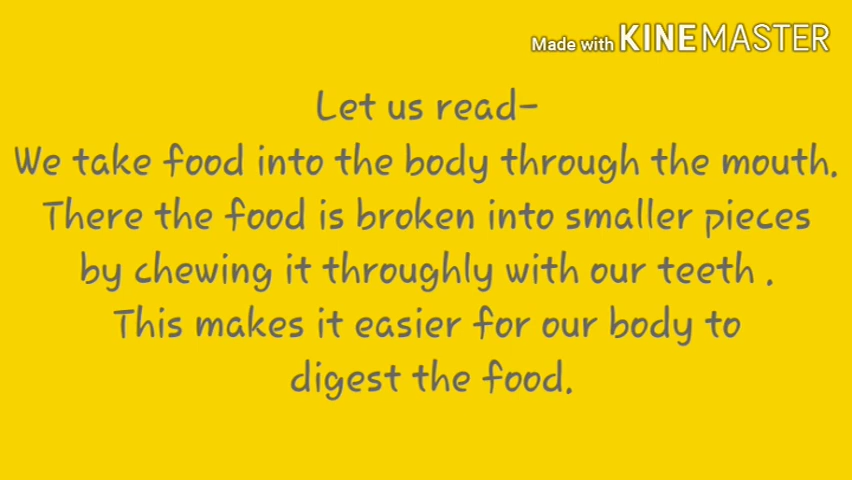 Made with KINEMASTER
Let us read-
We take food into the body through the mouth.
There the food is broken into smaller pieces
by chewing it throughly with our teeth .
This makes it easier for our body to
digest the food.